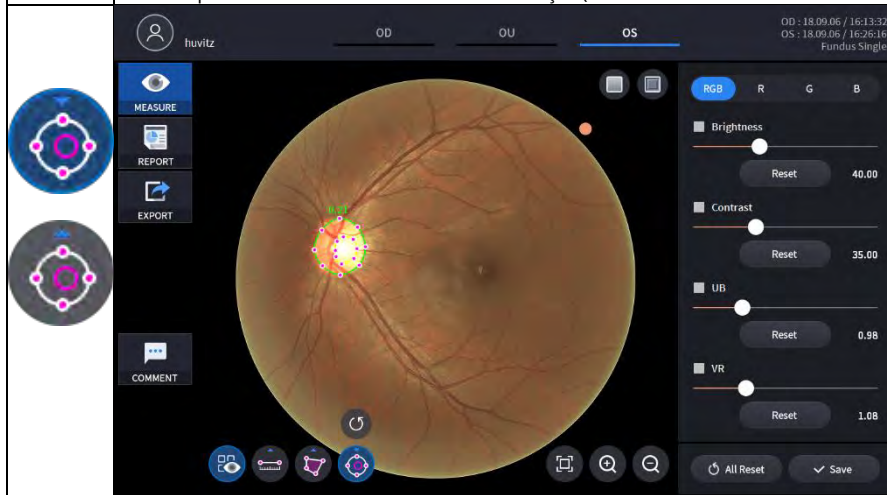 huvitz
OD
OU
OS
OD : 18.09.06 / 16:13:32
OS : 18.09.06 / 16:26:16
Fundus Single
MEASURE
REPORT
EXPORT
COMMENT
RGB
R
G
B
Brightness
Reset
40.00
Contrast
Reset
35.00
UB
Reset
0.98
VR
Reset
1.08
All Reset
Save